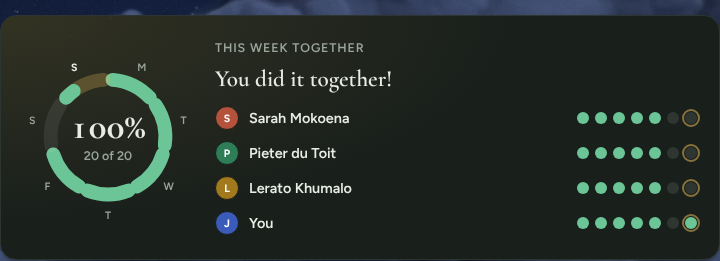 THIS WEEK TOGETHER
You did it together!
S
M
T
W
T
F
S
100%
20 of 20
S Sarah Mokoena
P Pieter du Toit
L Lerato Khumalo
J You